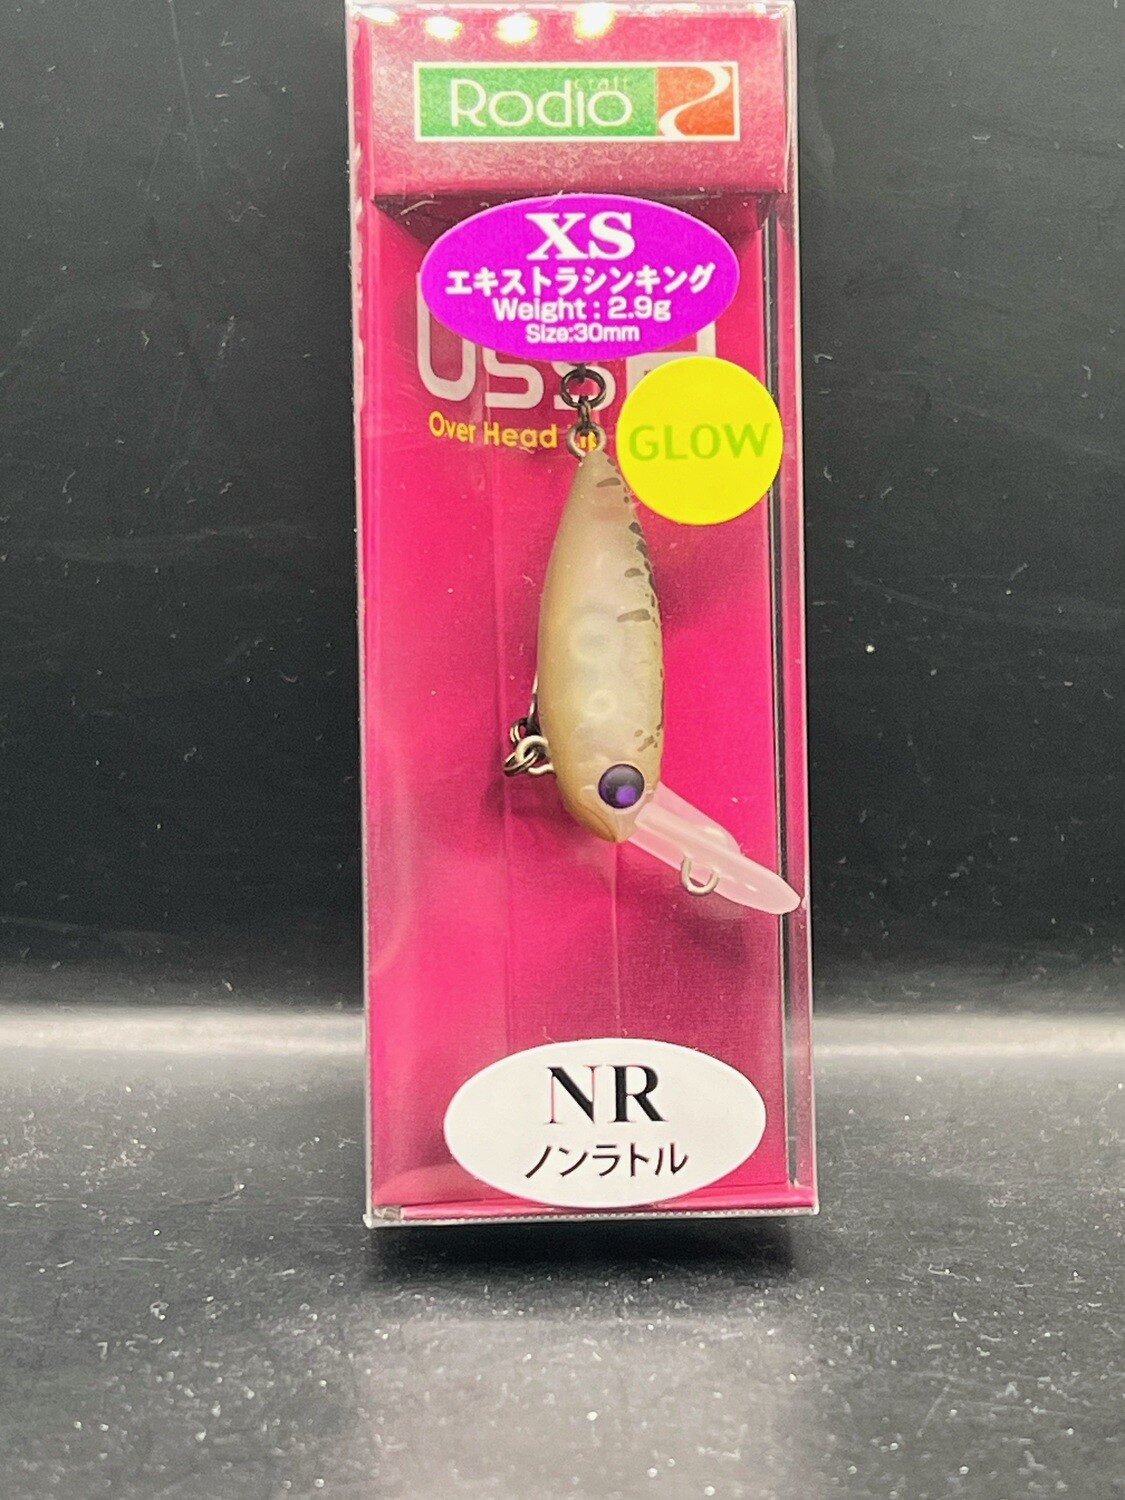 Rodio craft
XS
エキストラシンキング
Weight : 2.9g
Size:30mm
Over Head
GLOW
NR
ノンラトル